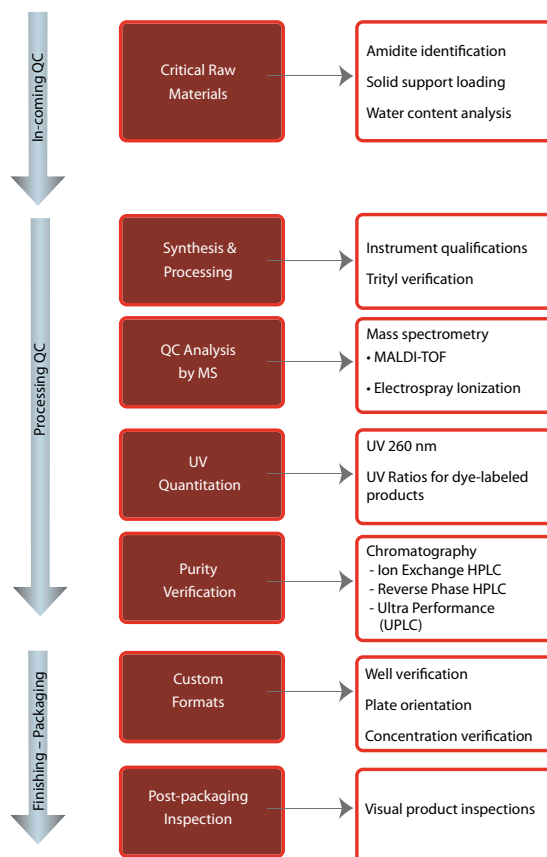 In-coming QC
Critical Raw
Materials
Amidite identification
Solid support loading
Water content analysis
Processing QC
Synthesis &
Processing
Instrument qualifications
Trityl verification
QC Analysis
by MS
Mass spectrometry
• MALDI-TOF
• Electrospray Ionization
UV
Quantitation
UV 260 nm
UV Ratios for dye-labeled
products
Purity
Verification
Chromatography
- Ion Exchange HPLC
- Reverse Phase HPLC
- Ultra Performance
(UPLC)
Finishing – Packaging
Custom
Formats
Well verification
Plate orientation
Concentration verification
Post-packaging
Inspection
Visual product inspections